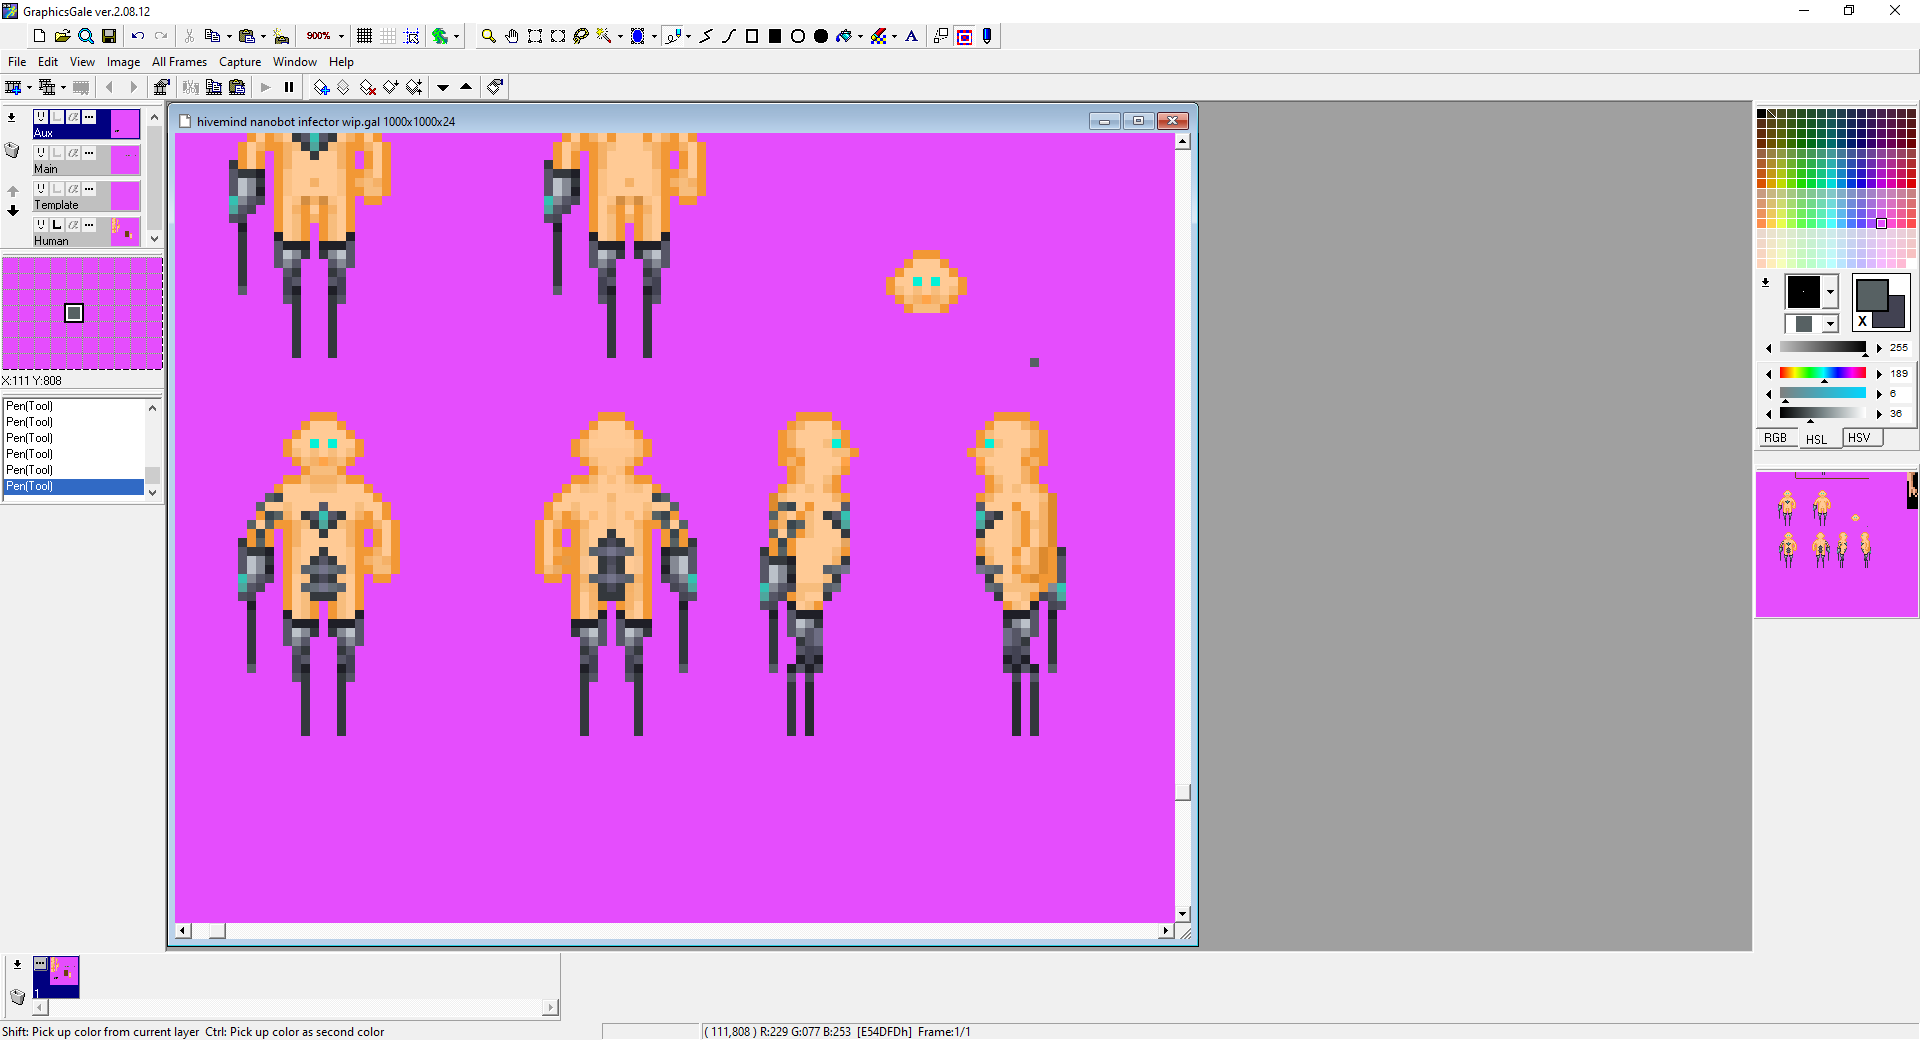 GraphicsGale ver.2.08.12
900%
File Edit View Image All Frames Capture Window Help
Aux
Main
Template
Human
hivemind nanobot infector wip.gal 1000x1000x24
X:111 Y:808
Pen(Tool)
Pen(Tool)
Pen(Tool)
Pen(Tool)
Pen(Tool)
Pen(Tool)
X
255
189
6
36
RGB HSL HSV
1
Shift: Pick up color from current layer Ctrl: Pick up color as second color
( 111,808 ) R:229 G:077 B:253 [E54DFDh] Frame:1/1